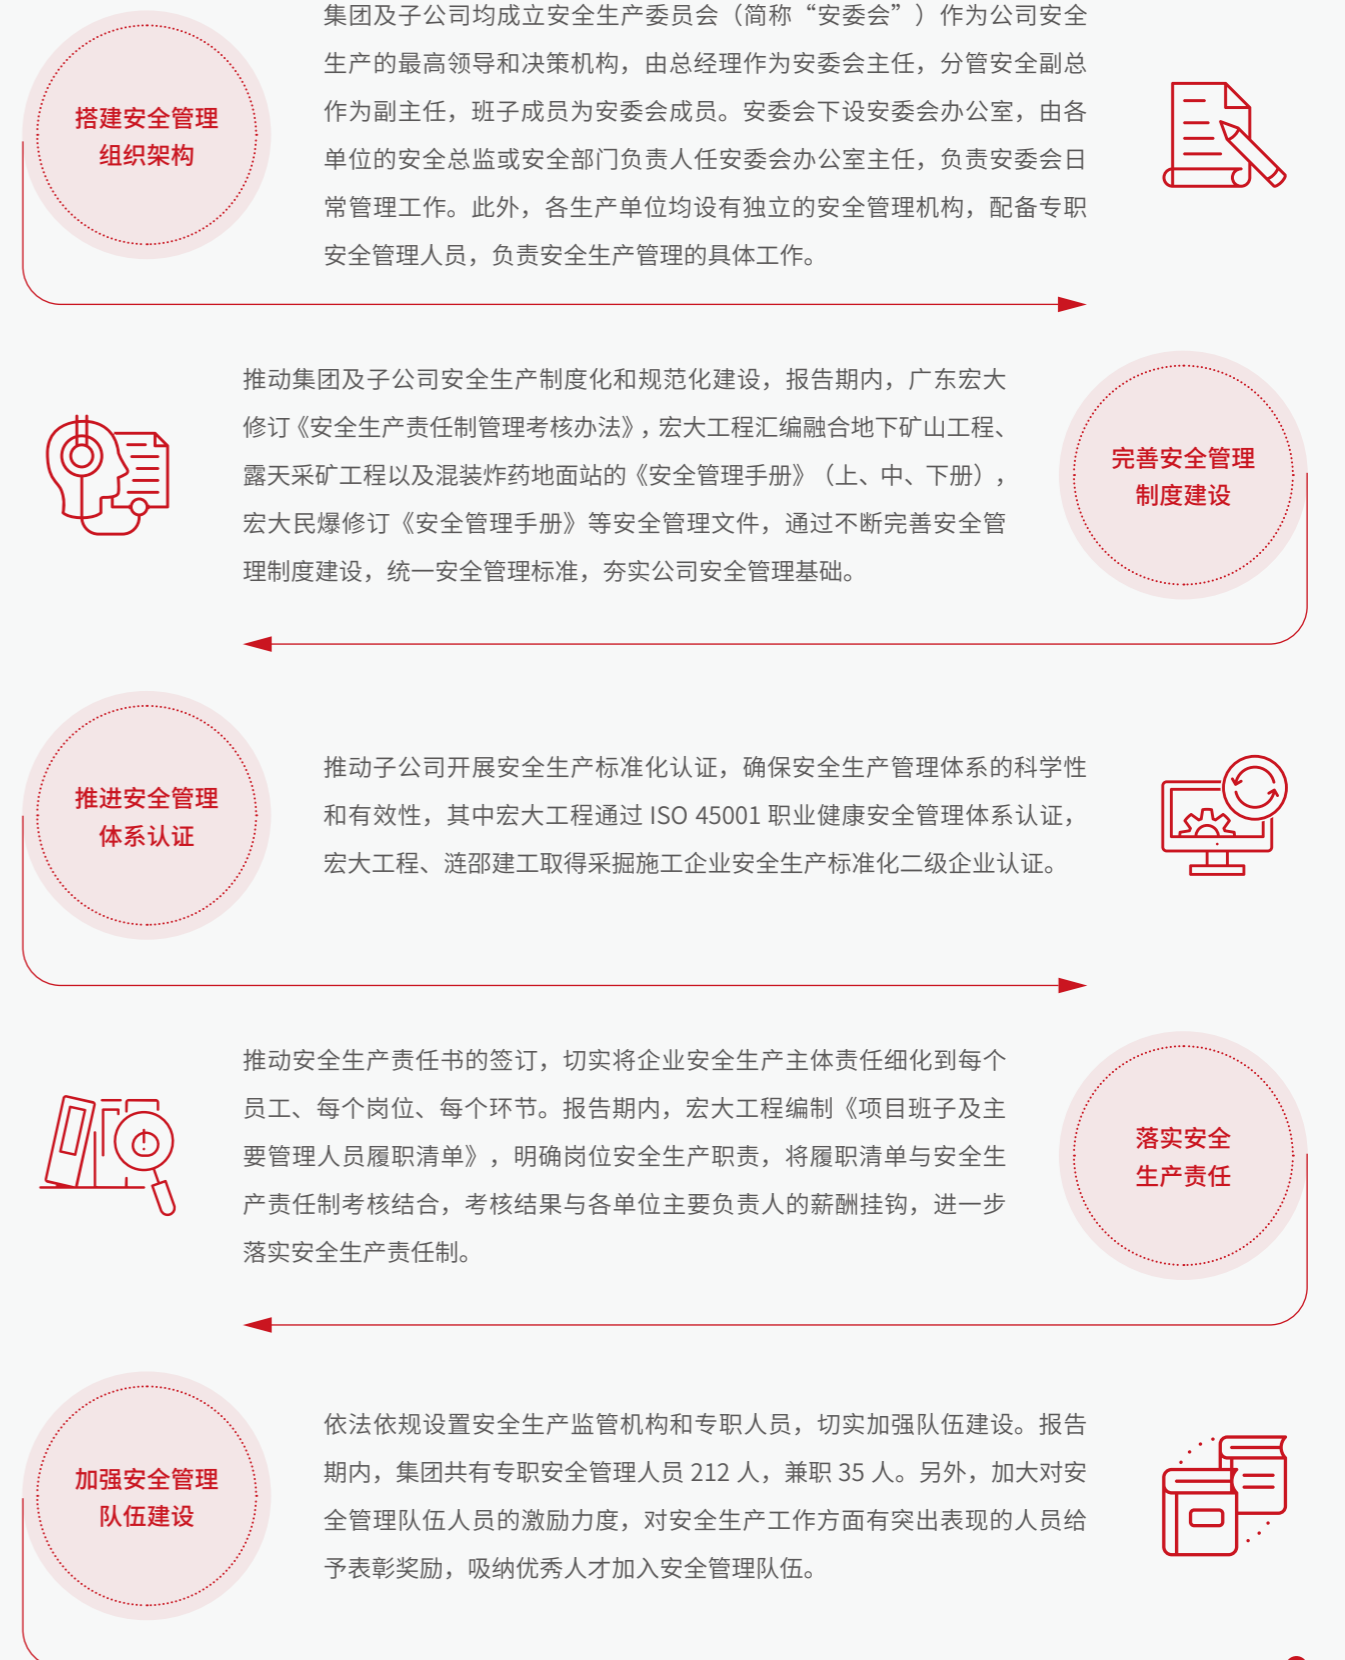 搭建安全管理
组织架构
集团及子公司均成立安全生产委员会（简称“安委会”）作为公司安全
生产的最高领导和决策机构，由总经理作为安委会主任，分管安全副总
作为副主任，班子成员为安委会成员。安委会下设安委会办公室，由各
单位的安全总监或安全部门负责人任安委会办公室主任，负责安委会日
常管理工作。此外，各生产单位均设有独立的安全管理机构，配备专职
安全管理人员，负责安全生产管理的具体工作。
推动集团及子公司安全生产制度化和规范化建设，报告期内，广东宏大
修订《安全生产责任制管理考核办法》，宏大工程汇编融合地下矿山工程、
露天采矿工程以及混装炸药地面站的《安全管理手册》（上、中、下册），
宏大民爆修订《安全管理手册》等安全管理文件，通过不断完善安全管
理制度建设，统一安全管理标准，夯实公司安全管理基础。
完善安全管理
制度建设
推进安全管理
体系认证
推动子公司开展安全生产标准化认证，确保安全生产管理体系的科学性
和有效性，其中宏大工程通过 ISO 45001 职业健康安全管理体系认证，
宏大工程、涟邵建工取得采掘施工企业安全生产标准化二级企业认证。
推动安全生产责任书的签订，切实将企业安全生产主体责任细化到每个
员工、每个岗位、每个环节。报告期内，宏大工程编制《项目班子及主
要管理人员履职清单》，明确岗位安全生产职责，将履职清单与安全生
产责任制考核结合，考核结果与各单位主要负责人的薪酬挂钩，进一步
落实安全生产责任制。
落实安全
生产责任
加强安全管理
队伍建设
依法依规设置安全生产监管机构和专职人员，切实加强队伍建设。报告
期内，集团共有专职安全管理人员 212 人，兼职 35 人。另外，加大对安
全管理队伍人员的激励力度，对安全生产工作方面有突出表现的人员给
予表彰奖励，吸纳优秀人才加入安全管理队伍。